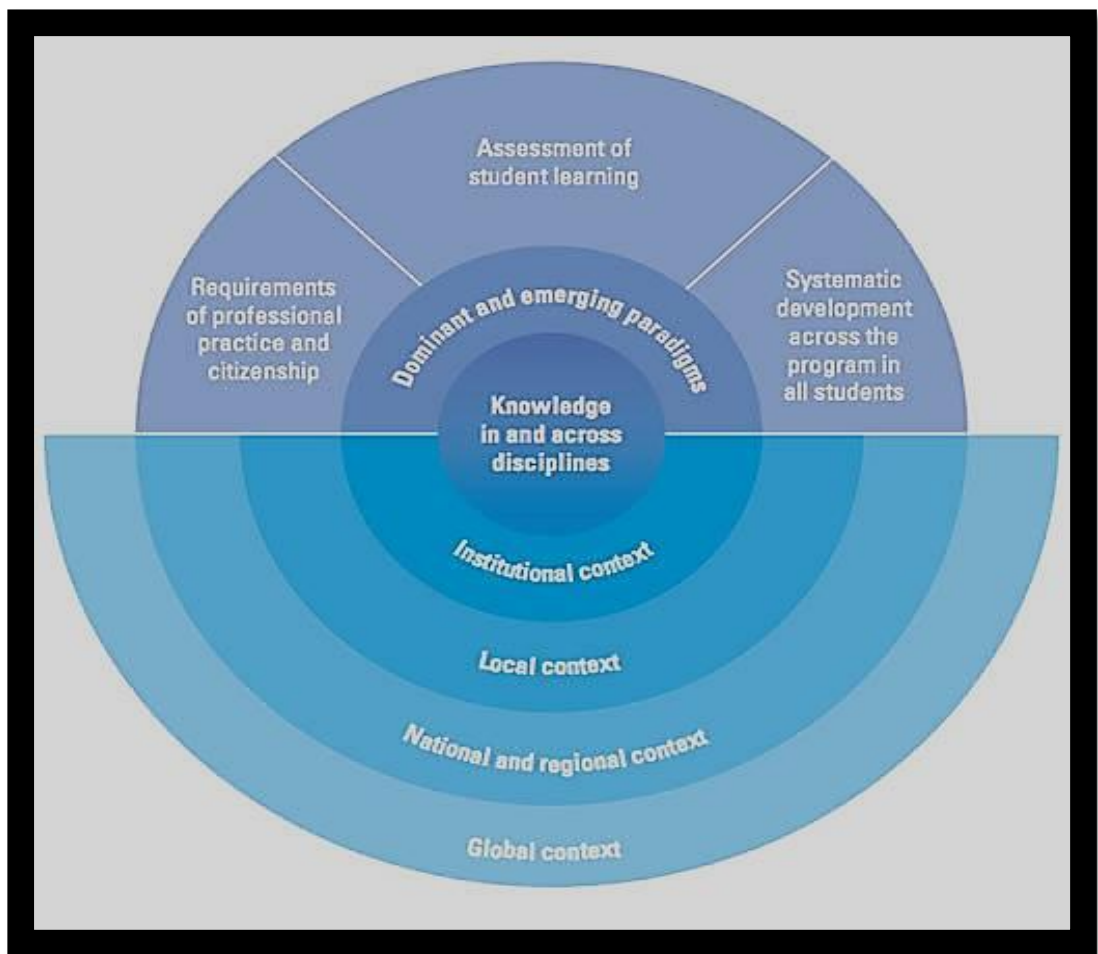 Assessment of
student learning
Requirements
of professional
practice and
citizenship
Systematic
development
across the
program in
all students
Dominant and emerging paradigms
Knowledge
in and across
disciplines
Institutional context
Local context
National and regional context
Global context